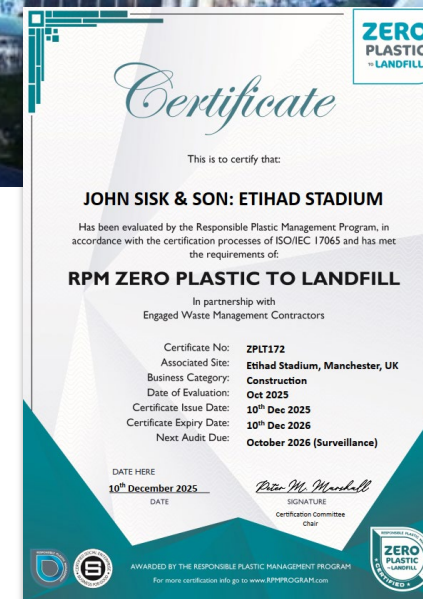 ZERO
PLASTIC
TO LANDFILL
Certificate
This is to certify that:
JOHN SISK & SON: ETIHAD STADIUM
Has been evaluated by the Responsible Plastic Management Program, in
accordance with the certification processes of ISO/IEC 17065 and has met
the requirements of:
RPM ZERO PLASTIC TO LANDFILL
In partnership with
Engaged Waste Management Contractors
Certificate No: ZPLT172
Associated Site: Etihad Stadium, Manchester, UK
Business Category: Construction
Date of Evaluation: Oct 2025
Certificate Issue Date: 10th Dec 2025
Certificate Expiry Date: 10th Dec 2026
Next Audit Due: October 2026 (Surveillance)
DATE HERE
10th December 2025
DATE
Peter M. Marshall
SIGNATURE
Certification Committee
Chair
AWARDED BY THE RESPONSIBLE PLASTIC MANAGEMENT PROGRAM
For more certification info go to www.RPMPROGRAM.com
ZERO
PLASTIC
TO LANDFILL
CERTIFIED